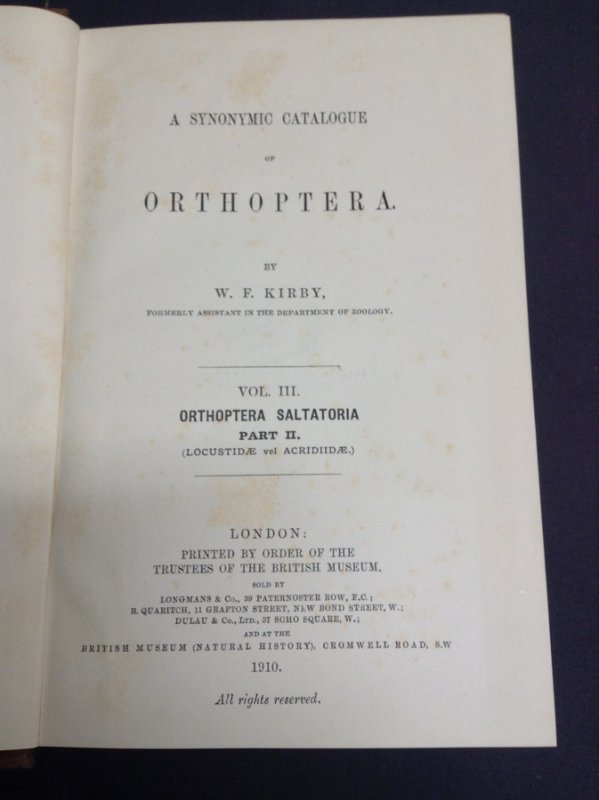 A SYNONYMIC CATALOGUE
OF
ORTHOPTERA.
BY
W. F. KIRBY,
FORMERLY ASSISTANT IN THE DEPARTMENT OF ZOOLOGY.
VOL. III.
ORTHOPTERA SALTATORIA
PART II.
(LOCUSTIDÆ vel ACRIDIIDÆ.)
LONDON:
PRINTED BY ORDER OF THE
TRUSTEES OF THE BRITISH MUSEUM.
SOLD BY
LONGMANS & Co., 39 PATERNOSTER ROW, E.C.;
B. QUARITCH, 11 GRAFTON STREET, NEW BOND STREET, W.;
DULAU & Co., LTD., 37 SOHO SQUARE, W.;
AND AT THE
BRITISH MUSEUM (NATURAL HISTORY), CROMWELL ROAD, S.W
1910.
All rights reserved.